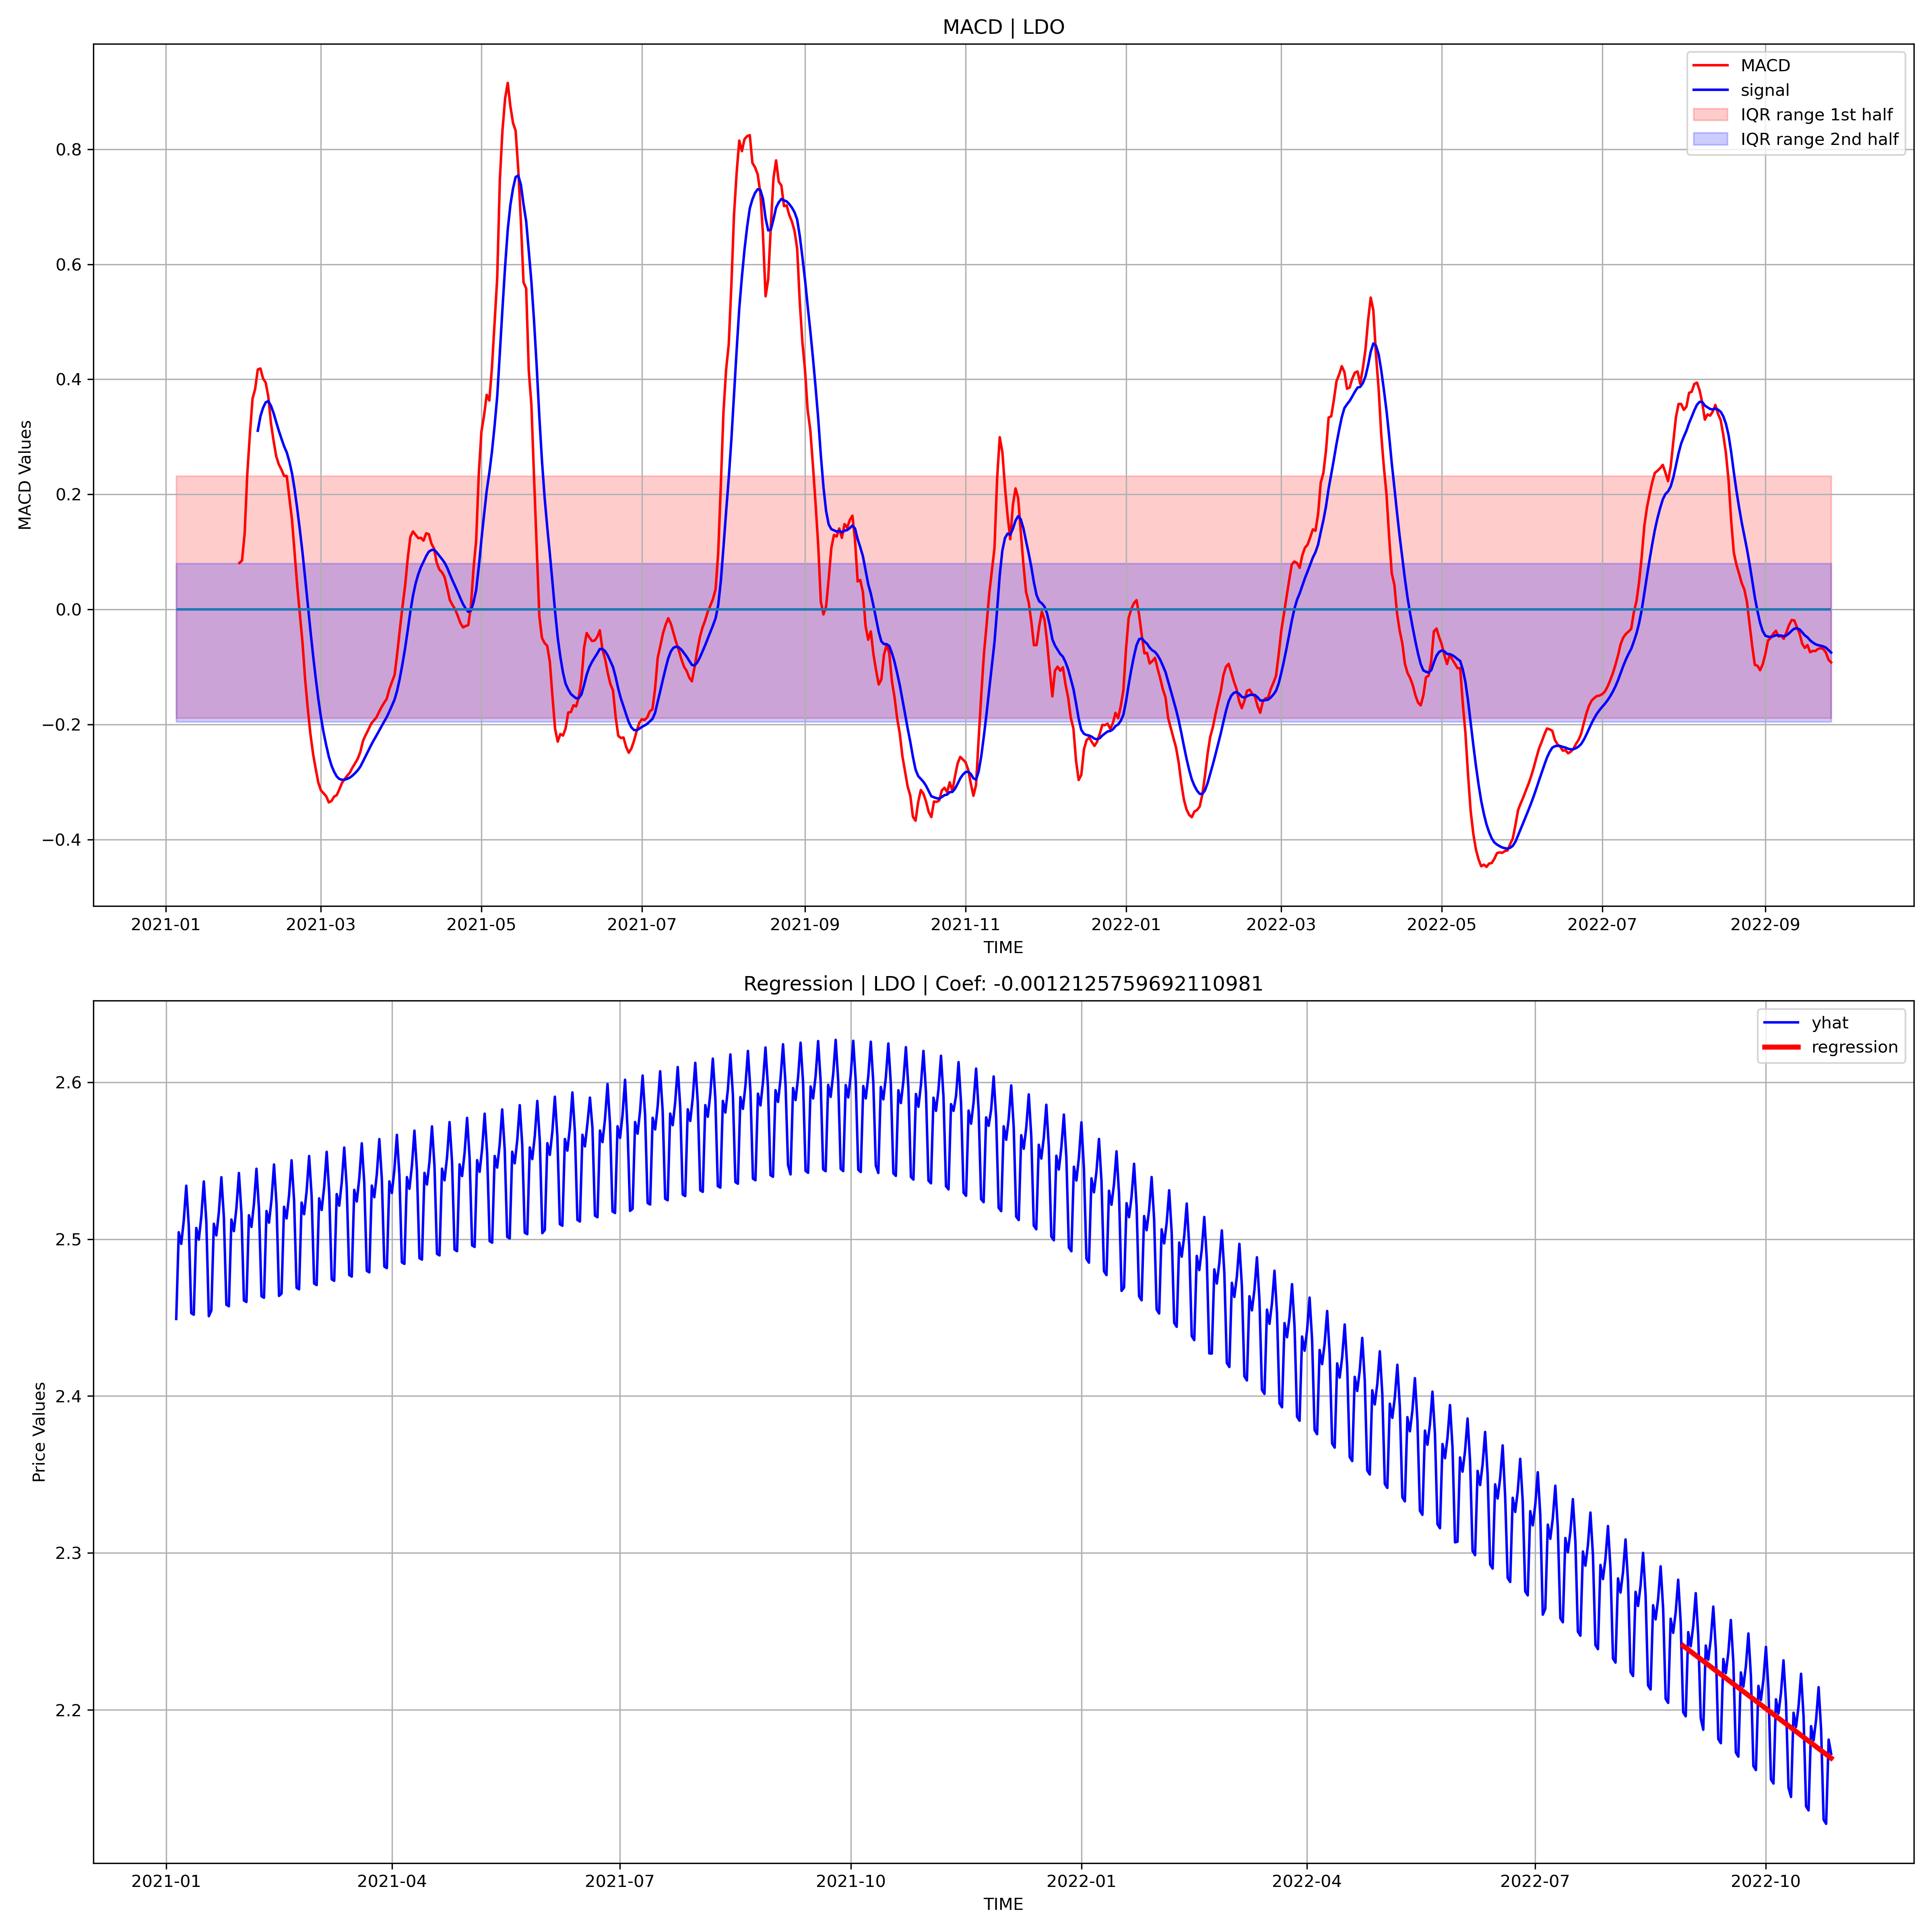 MACD | LDO
MACD
signal
IQR range 1st half
IQR range 2nd half
MACD Values
0.8
0.6
0.4
0.2
0.0
−0.2
−0.4
2021-01 2021-03 2021-05 2021-07 2021-09 2021-11 2022-01 2022-03 2022-05 2022-07 2022-09
TIME
Regression | LDO | Coef: -0.0012125759692110981
yhat
regression
Price Values
2.6
2.5
2.4
2.3
2.2
2021-01 2021-04 2021-07 2021-10 2022-01 2022-04 2022-07 2022-10
TIME